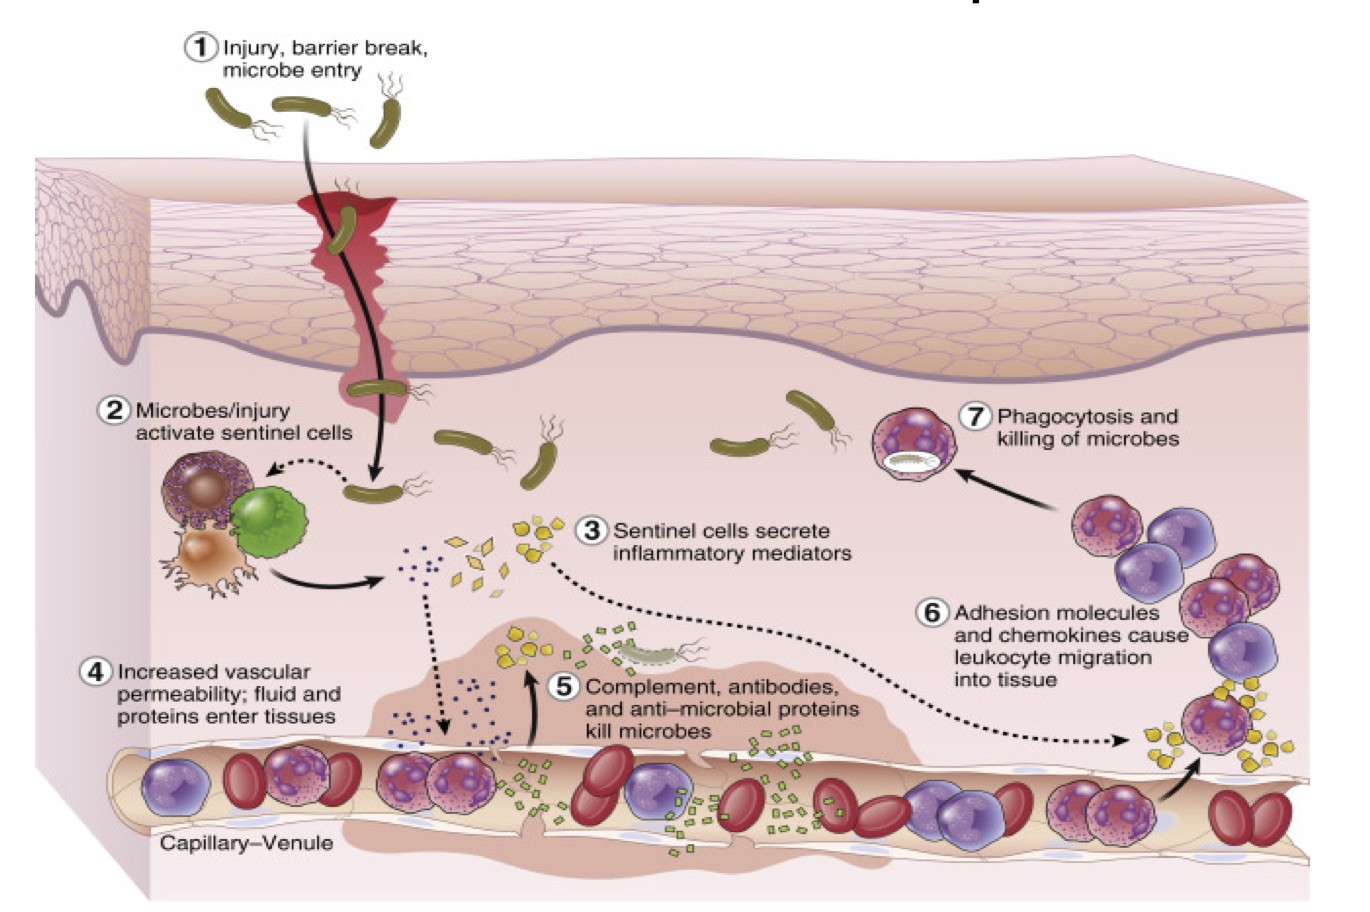 1 Injury, barrier break,
microbe entry
2 Microbes/injury
activate sentinel cells
7 Phagocytosis and
killing of microbes
3 Sentinel cells secrete
inflammatory mediators
6 Adhesion molecules
and chemokines cause
leukocyte migration
into tissue
4 Increased vascular
permeability; fluid and
proteins enter tissues
5 Complement, antibodies,
and anti–microbial proteins
kill microbes
Capillary–Venule